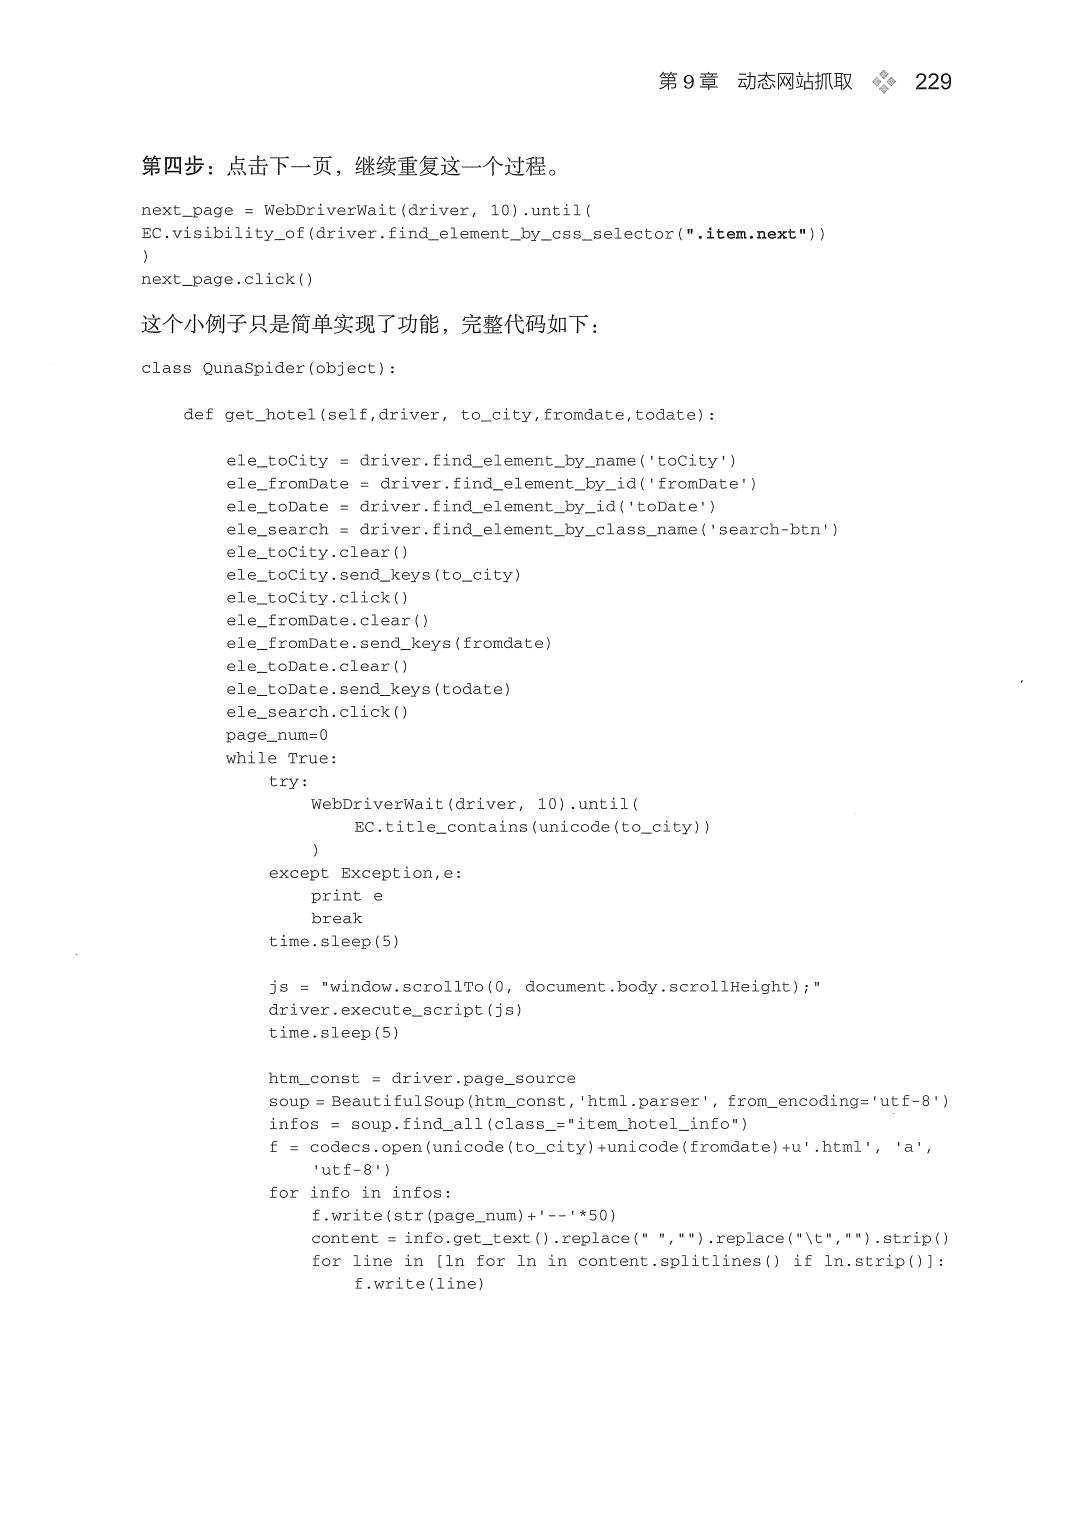 第 9 章 动态网站抓取 229
第四步：点击下一页，继续重复这一个过程。
next_page = WebDriverWait(driver, 10).until(
EC.visibility_of(driver.find_element_by_css_selector(".item.next"))
)
next_page.click()
这个小例子只是简单实现了功能，完整代码如下：
class QunaSpider(object):
    def get_hotel(self,driver, to_city,fromdate,todate):
        ele_toCity = driver.find_element_by_name('toCity')
        ele_fromDate = driver.find_element_by_id('fromDate')
        ele_toDate = driver.find_element_by_id('toDate')
        ele_search = driver.find_element_by_class_name('search-btn')
        ele_toCity.clear()
        ele_toCity.send_keys(to_city)
        ele_toCity.click()
        ele_fromDate.clear()
        ele_fromDate.send_keys(fromdate)
        ele_toDate.clear()
        ele_toDate.send_keys(todate)
        ele_search.click()
        page_num=0
        while True:
            try:
                WebDriverWait(driver, 10).until(
                    EC.title_contains(unicode(to_city))
                )
            except Exception,e:
                print e
                break
            time.sleep(5)
            js = "window.scrollTo(0, document.body.scrollHeight);"
            driver.execute_script(js)
            time.sleep(5)
            htm_const = driver.page_source
            soup = BeautifulSoup(htm_const,'html.parser', from_encoding='utf-8')
            infos = soup.find_all(class_="item_hotel_info")
            f = codecs.open(unicode(to_city)+unicode(fromdate)+u'.html', 'a',
                'utf-8')
            for info in infos:
                f.write(str(page_num)+'--'*50)
                content = info.get_text().replace(" ","").replace("\t","").strip()
                for line in [ln for ln in content.splitlines() if ln.strip()]:
                    f.write(line)